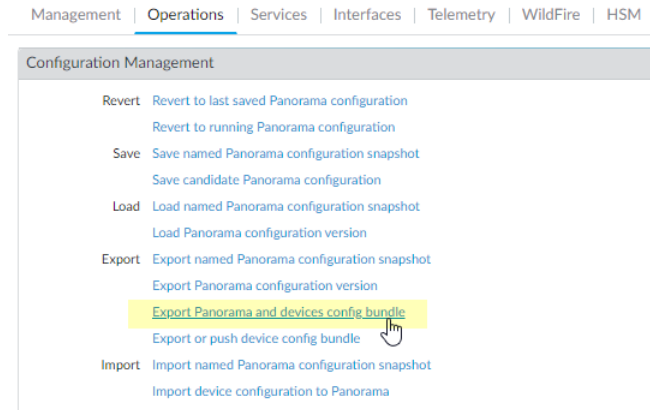 Management | Operations | Services | Interfaces | Telemetry | WildFire | HSM
Configuration Management
Revert Revert to last saved Panorama configuration
Revert to running Panorama configuration
Save Save named Panorama configuration snapshot
Save candidate Panorama configuration
Load Load named Panorama configuration snapshot
Load Panorama configuration version
Export Export named Panorama configuration snapshot
Export Panorama configuration version
Export Panorama and devices config bundle
Export or push device config bundle
Import Import named Panorama configuration snapshot
Import device configuration to Panorama